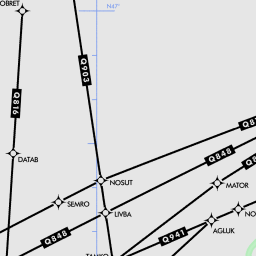 OBRET
N47°
Q903
Q816
Q848
DATAB
NOSUT
MATOR
SEMRO
LIVBA
AGLUK
Q848
Q941